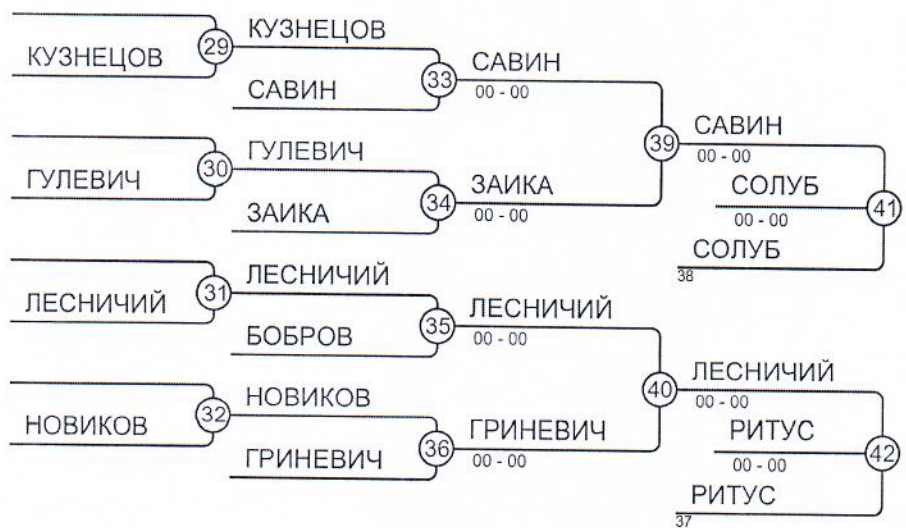 КУЗНЕЦОВ
29
КУЗНЕЦОВ
САВИН
33
САВИН
00 - 00
ГУЛЕВИЧ
30
ГУЛЕВИЧ
ЗАИКА
34
ЗАИКА
00 - 00
39
САВИН
00 - 00
СОЛУБ
00 - 00
41
СОЛУБ
38
ЛЕСНИЧИЙ
31
ЛЕСНИЧИЙ
БОБРОВ
35
ЛЕСНИЧИЙ
00 - 00
НОВИКОВ
32
НОВИКОВ
ГРИНЕВИЧ
36
ГРИНЕВИЧ
00 - 00
40
ЛЕСНИЧИЙ
00 - 00
РИТУС
00 - 00
42
РИТУС
37